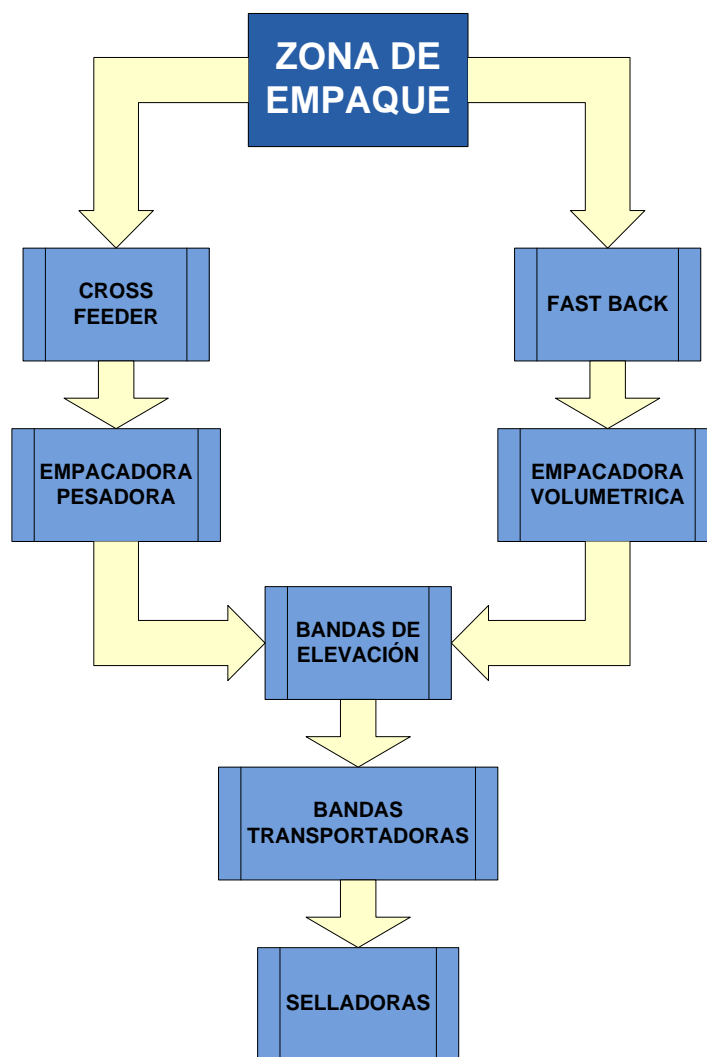 ZONA DE
EMPAQUE
CROSS
FEEDER
FAST BACK
EMPACADORA
PESADORA
EMPACADORA
VOLUMETRICA
BANDAS DE
ELEVACIÓN
BANDAS
TRANSPORTADORAS
SELLADORAS